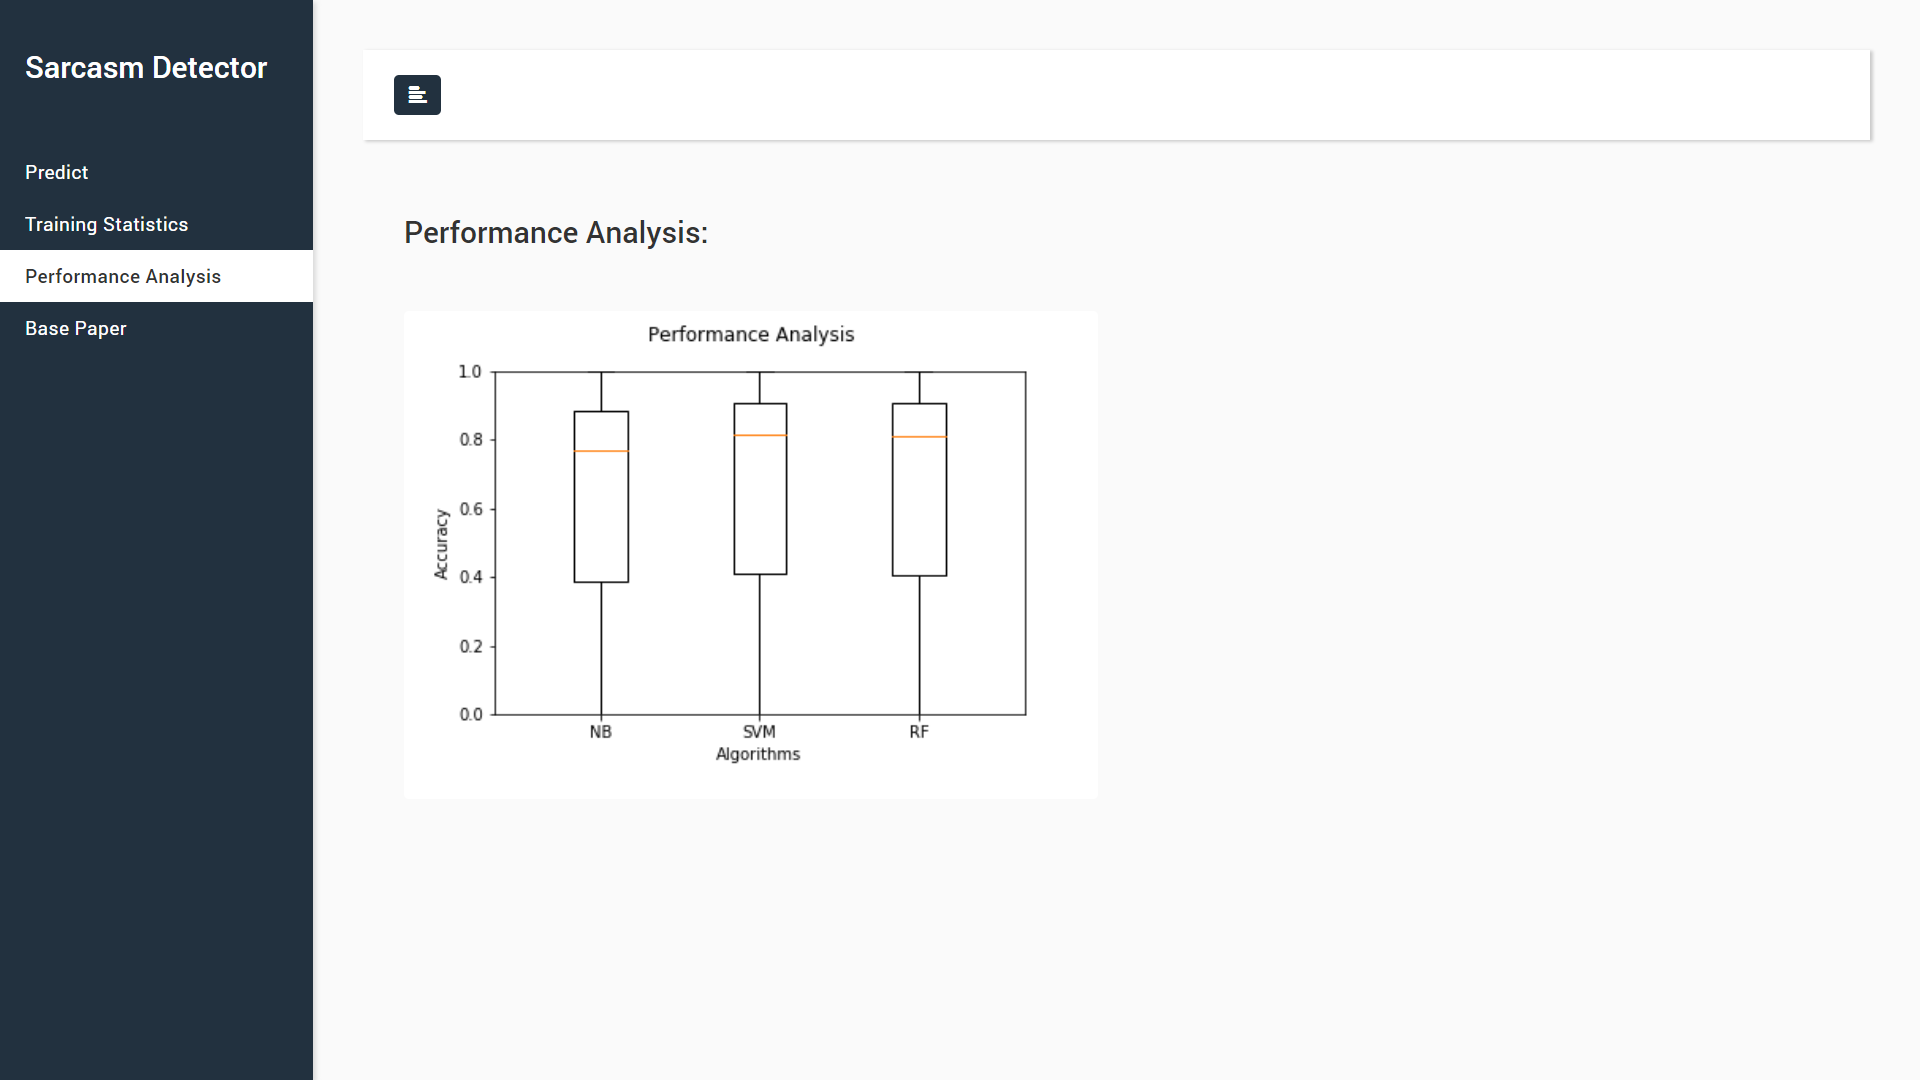 Sarcasm Detector
Predict
Training Statistics
Performance Analysis
Base Paper
Performance Analysis:
Performance Analysis
1.0
0.8
0.6
0.4
0.2
0.0
Accuracy
NB SVM RF
Algorithms